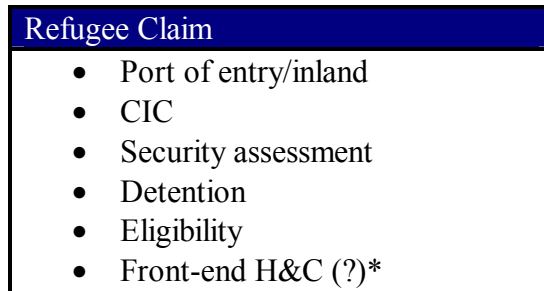 Refugee Claim
• Port of entry/inland
• CIC
• Security assessment
• Detention
• Eligibility
• Front-end H&C (?)*